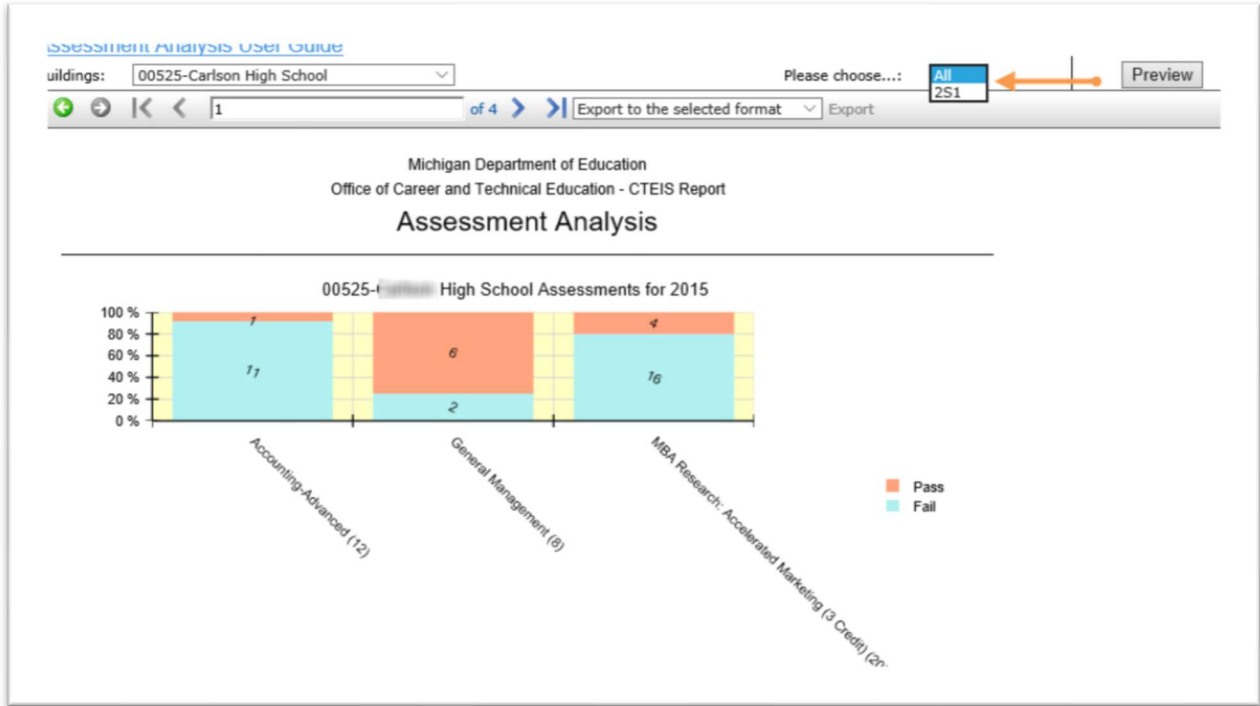 Assessment Analysis User Guide
uildings: 00525-Carlson High School Please choose...: All Preview
2S1
1 of 4 Export to the selected format Export
Michigan Department of Education
Office of Career and Technical Education - CTEIS Report
Assessment Analysis
00525- High School Assessments for 2015
100 %
80 %
60 %
40 %
20 %
0 %
1
11
6
2
4
16
Accounting-Advanced (12)
General Management (8)
MBA Research: Accelerated Marketing (3 Credit) (20
Pass
Fail